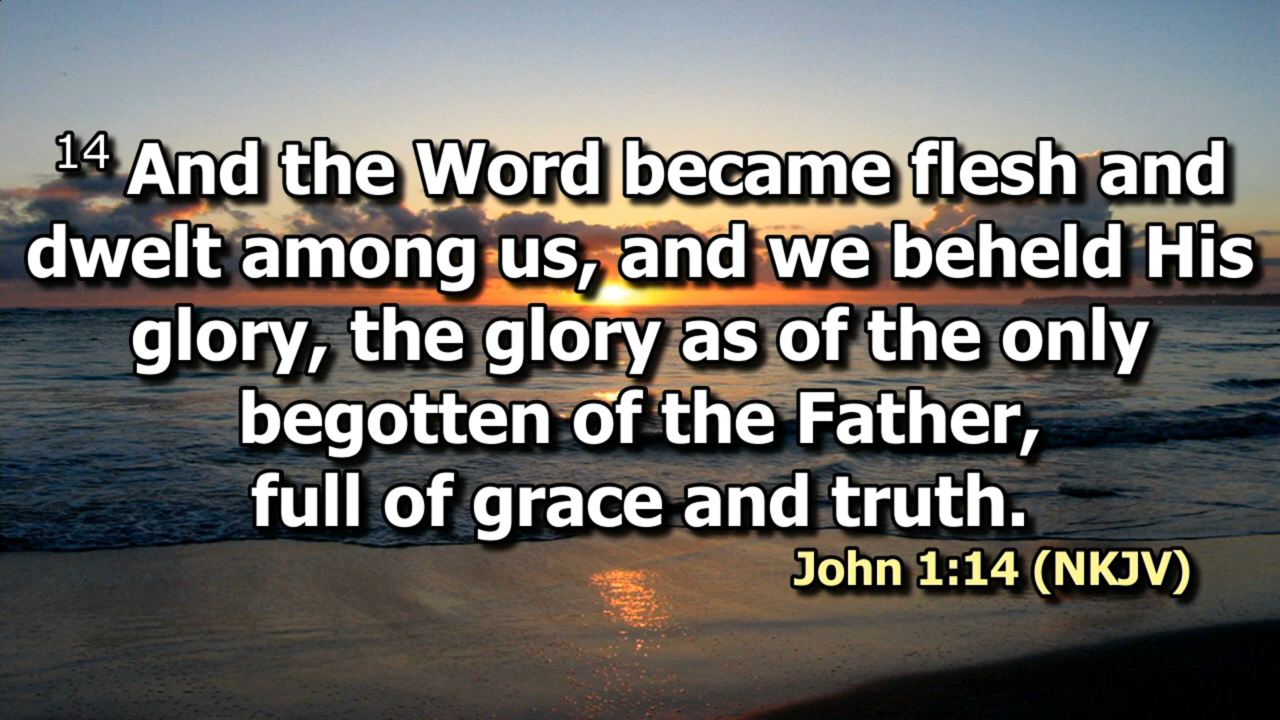 14 And the Word became flesh and
dwelt among us, and we beheld His
glory, the glory as of the only
begotten of the Father,
full of grace and truth.
John 1:14 (NKJV)